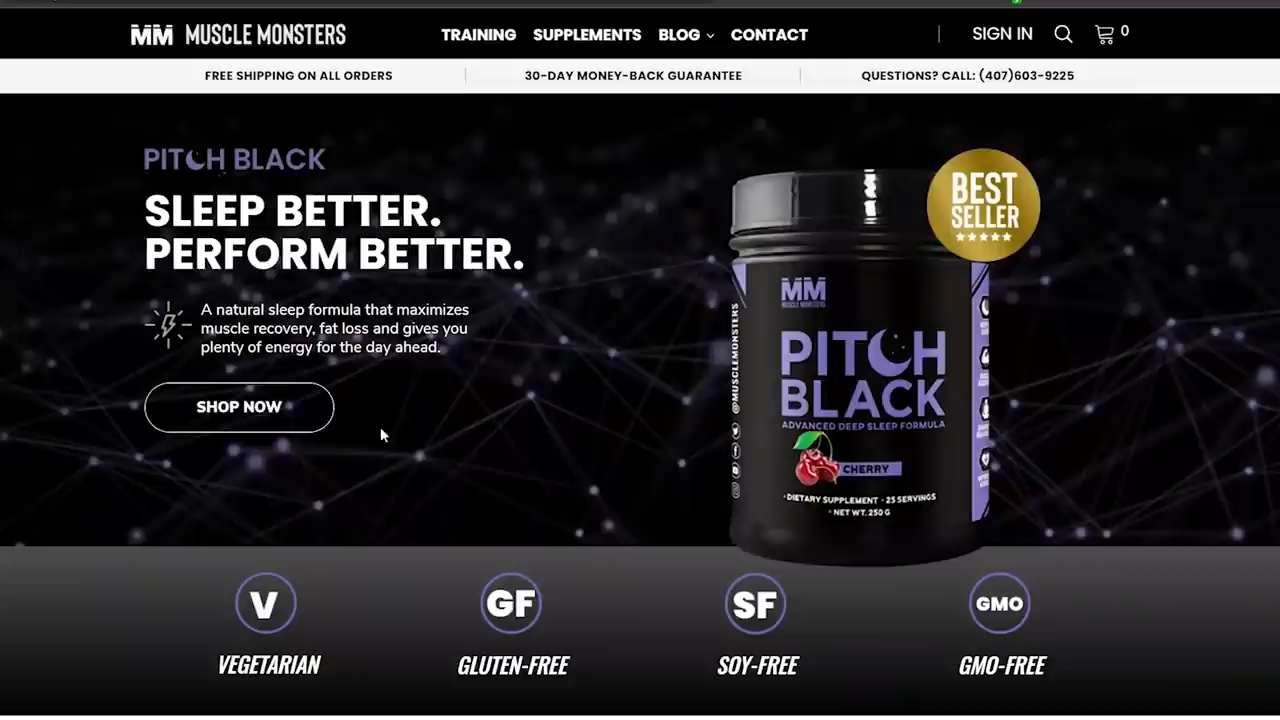 MM MUSCLE MONSTERS TRAINING SUPPLEMENTS BLOG CONTACT SIGN IN 0
FREE SHIPPING ON ALL ORDERS 30-DAY MONEY-BACK GUARANTEE QUESTIONS? CALL: (407)603-9225
PITCH BLACK
SLEEP BETTER.
PERFORM BETTER.
A natural sleep formula that maximizes
muscle recovery, fat loss and gives you
plenty of energy for the day ahead.
SHOP NOW
BEST
SELLER
MM
MUSCLE MONSTERS
@MUSCLEMONSTERS
PITCH
BLACK
ADVANCED DEEP SLEEP FORMULA
CHERRY
DIETARY SUPPLEMENT · 25 SERVINGS
· NET WT. 250 G
V GF SF GMO
VEGETARIAN GLUTEN-FREE SOY-FREE GMO-FREE